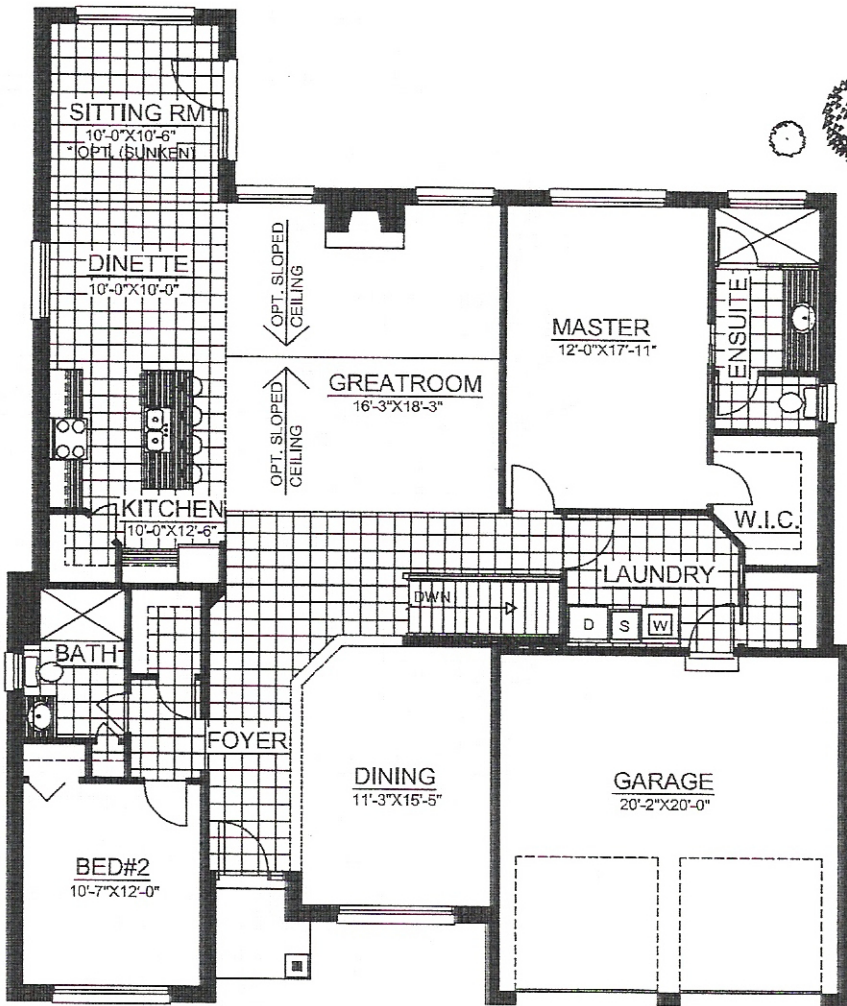 SITTING RM
10'-0"X10'-6"
* OPT. (SUNKEN)
DINETTE
10'-0"X10'-0"
OPT. SLOPED
CEILING
OPT. SLOPED
CEILING
GREATROOM
16'-3"X18'-3"
MASTER
12'-0"X17'-11"
ENSUITE
KITCHEN
10'-0"X12'-6"
W.I.C.
LAUNDRY
DWN
D S W
BATH
FOYER
DINING
11'-3"X15'-5"
GARAGE
20'-2"X20'-0"
BED#2
10'-7"X12'-0"